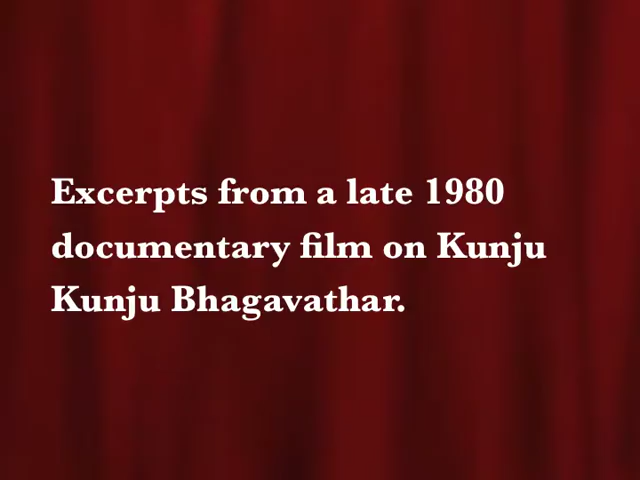 Excerpts from a late 1980
documentary film on Kunju
Kunju Bhagavathar.